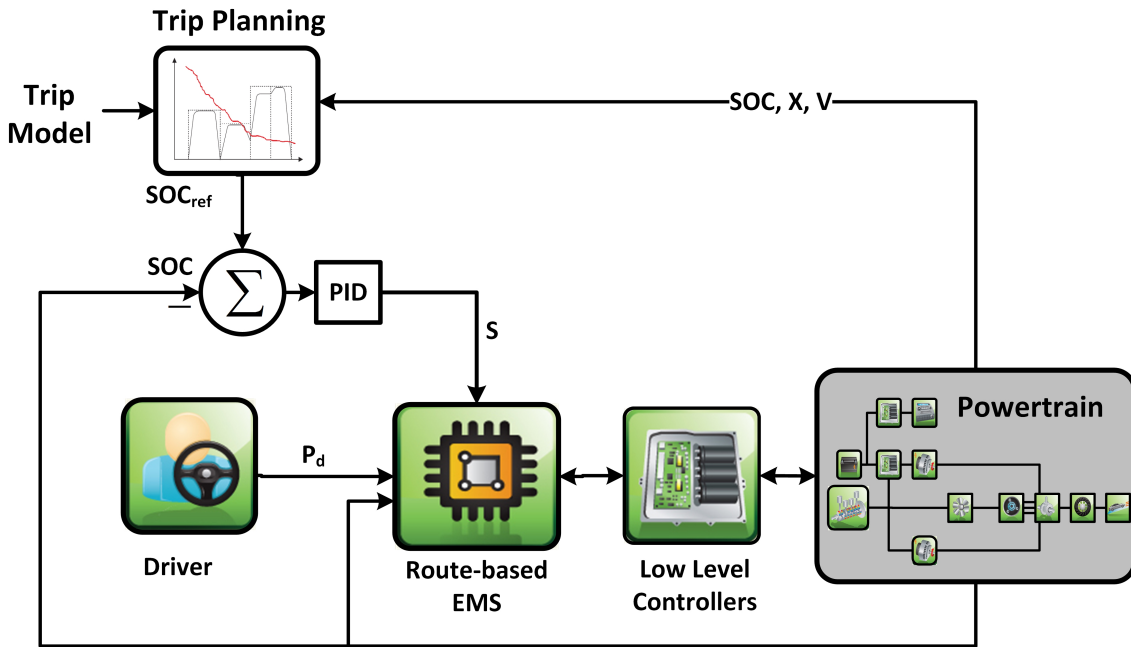 Trip Planning
Trip
Model
SOC, X, V
SOCref
SOC
—
Σ
PID
S
Powertrain
Pd
Driver
Route-based
EMS
Low Level
Controllers